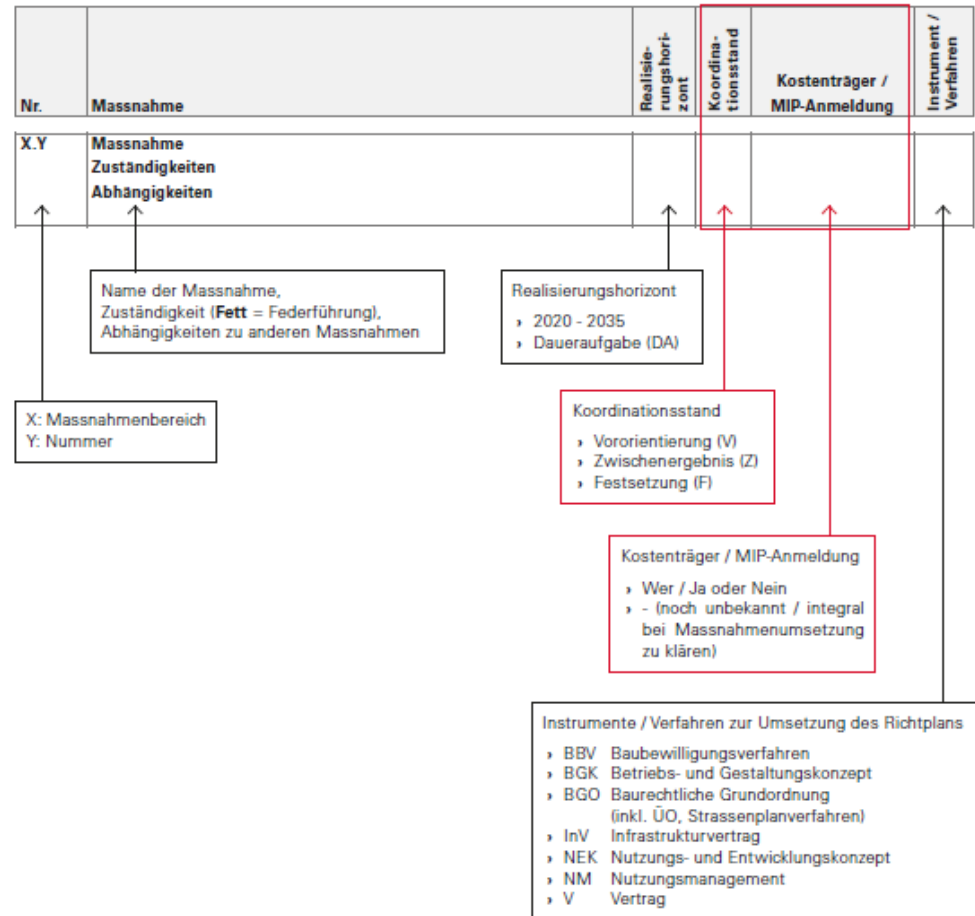 Nr.
Massnahme
Realisie-
rungshori-
zont
Koordina-
tionsstand
Kostenträger /
MIP-Anmeldung
Instrument /
Verfahren
X.Y
Massnahme
Zuständigkeiten
Abhängigkeiten
Name der Massnahme,
Zuständigkeit (Fett = Federführung),
Abhängigkeiten zu anderen Massnahmen
Realisierungshorizont
› 2020 - 2035
› Daueraufgabe (DA)
X: Massnahmenbereich
Y: Nummer
Koordinationsstand
› Vororientierung (V)
› Zwischenergebnis (Z)
› Festsetzung (F)
Kostenträger / MIP-Anmeldung
› Wer / Ja oder Nein
› - (noch unbekannt / integral
bei Massnahmenumsetzung
zu klären)
Instrumente / Verfahren zur Umsetzung des Richtplans
› BBV Baubewilligungsverfahren
› BGK Betriebs- und Gestaltungskonzept
› BGO Baurechtliche Grundordnung
(inkl. ÜO, Strassenplanverfahren)
› InV Infrastrukturvertrag
› NEK Nutzungs- und Entwicklungskonzept
› NM Nutzungsmanagement
› V Vertrag